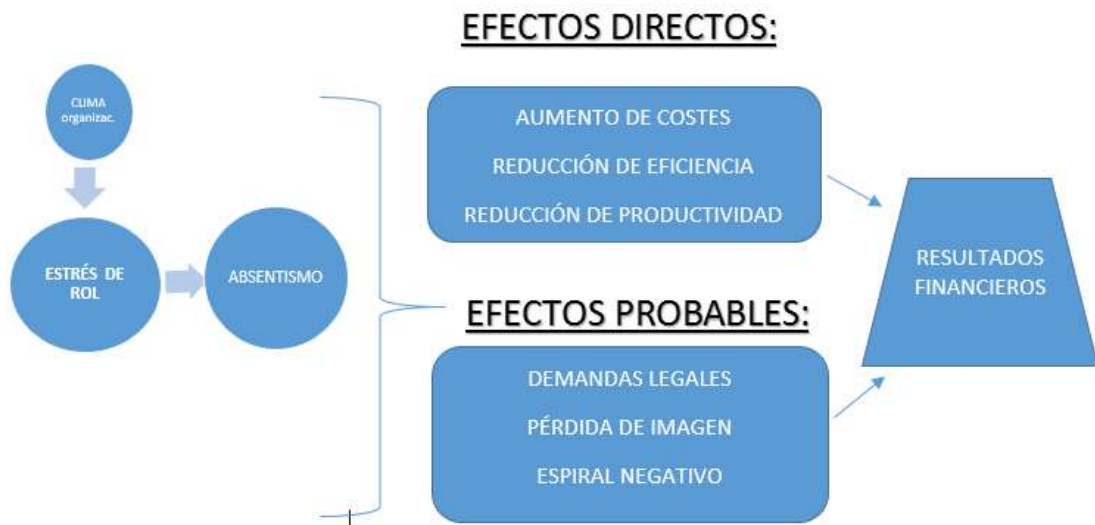 EFECTOS DIRECTOS:
CLIMA
organizac.
ESTRÉS DE
ROL
ABSENTISMO
AUMENTO DE COSTES
REDUCCIÓN DE EFICIENCIA
REDUCCIÓN DE PRODUCTIVIDAD
EFECTOS PROBABLES:
DEMANDAS LEGALES
PÉRDIDA DE IMAGEN
ESPIRAL NEGATIVO
RESULTADOS
FINANCIEROS